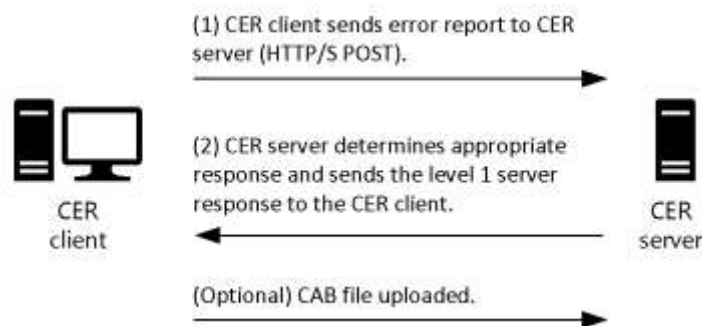 (1) CER client sends error report to CER
server (HTTP/S POST).
(2) CER server determines appropriate
response and sends the level 1 server
response to the CER client.
CER
client
CER
server
(Optional) CAB file uploaded.